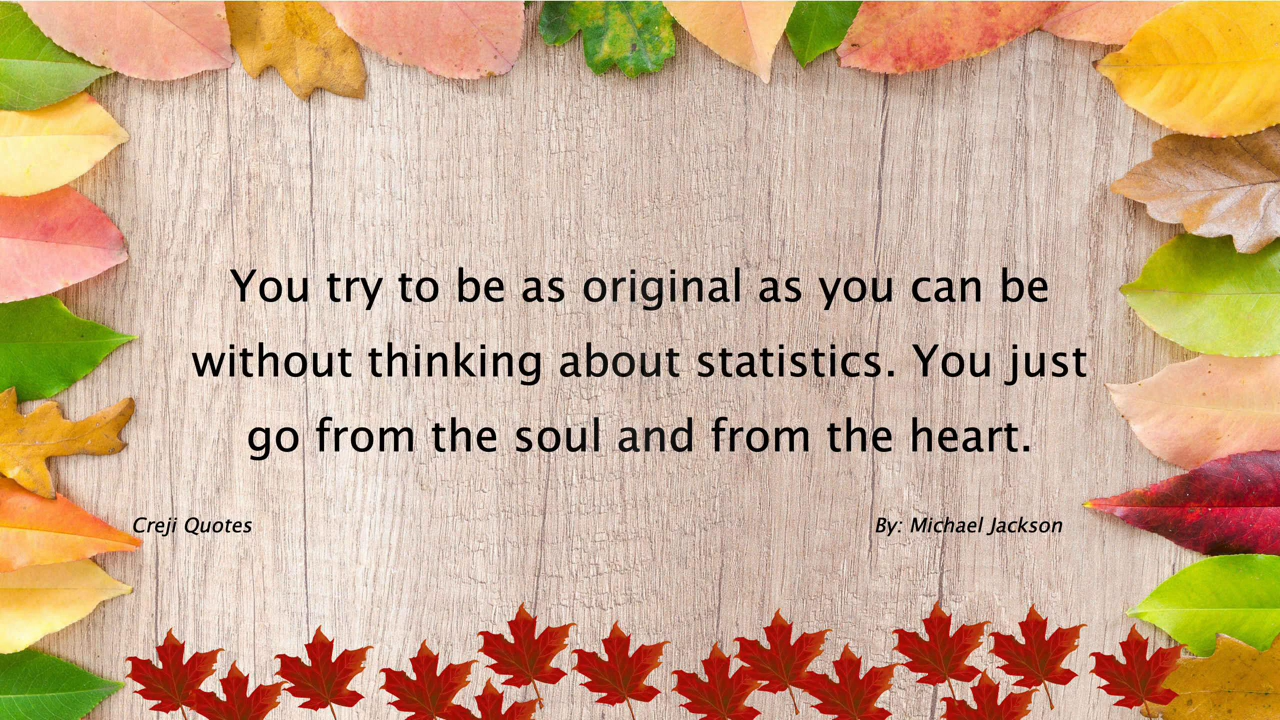 You try to be as original as you can be
without thinking about statistics. You just
go from the soul and from the heart.
Creji Quotes
By: Michael Jackson